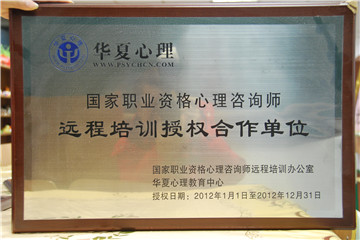 华夏心理
WWW.PSYCHCN.COM
国家职业资格心理咨询师
远程培训授权合作单位
国家职业资格心理咨询师远程培训办公室
华夏心理教育中心
授权日期：2012年1月1日至2012年12月31日